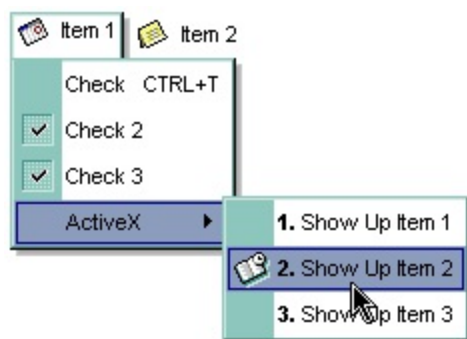 Item 1 Item 2
Check CTRL+T
Check 2
Check 3
ActiveX
1. Show Up Item 1
2. Show Up Item 2
3. Show Up Item 3